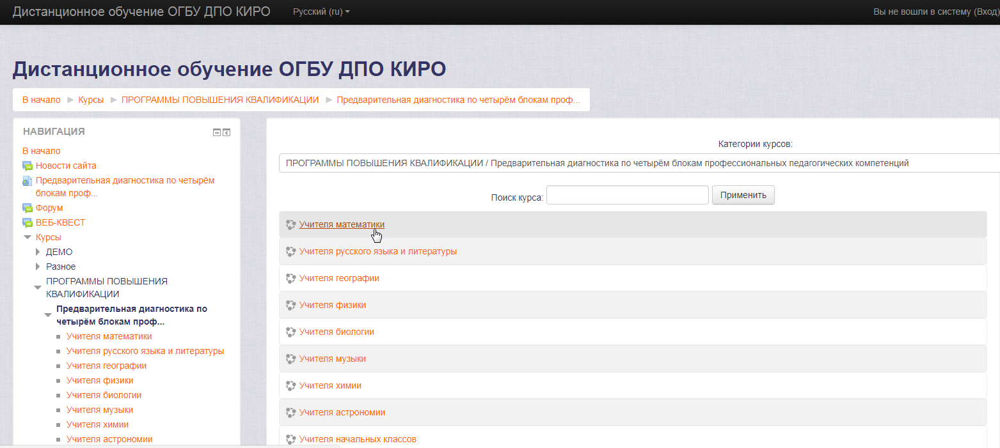 Дистанционное обучение ОГБУ ДПО КИРО
Русский (ru)
Вы не вошли в систему (Вход)
Дистанционное обучение ОГБУ ДПО КИРО
В начало ► Курсы ► ПРОГРАММЫ ПОВЫШЕНИЯ КВАЛИФИКАЦИИ ► Предварительная диагностика по четырём блокам проф...
НАВИГАЦИЯ
В начало
Новости сайта
Предварительная диагностика по четырём
блокам проф...
Форум
ВЕБ-КВЕСТ
Курсы
ДЕМО
Разное
ПРОГРАММЫ ПОВЫШЕНИЯ
КВАЛИФИКАЦИИ
Предварительная диагностика по
четырём блокам проф...
Учителя математики
Учителя русского языка и литературы
Учителя географии
Учителя физики
Учителя биологии
Учителя музыки
Учителя химии
Учителя астрономии
Категории курсов:
ПРОГРАММЫ ПОВЫШЕНИЯ КВАЛИФИКАЦИИ / Предварительная диагностика по четырём блокам профессиональных педагогических компетенций
Поиск курса:
Применить
Учителя математики
Учителя русского языка и литературы
Учителя географии
Учителя физики
Учителя биологии
Учителя музыки
Учителя химии
Учителя астрономии
Учителя начальных классов